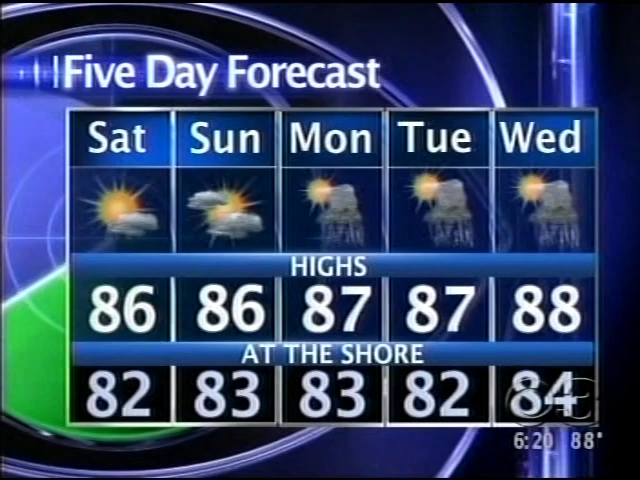 Five Day Forecast
Sat Sun Mon Tue Wed
HIGHS
86 86 87 87 88
AT THE SHORE
82 83 83 82 84
6:20 88°